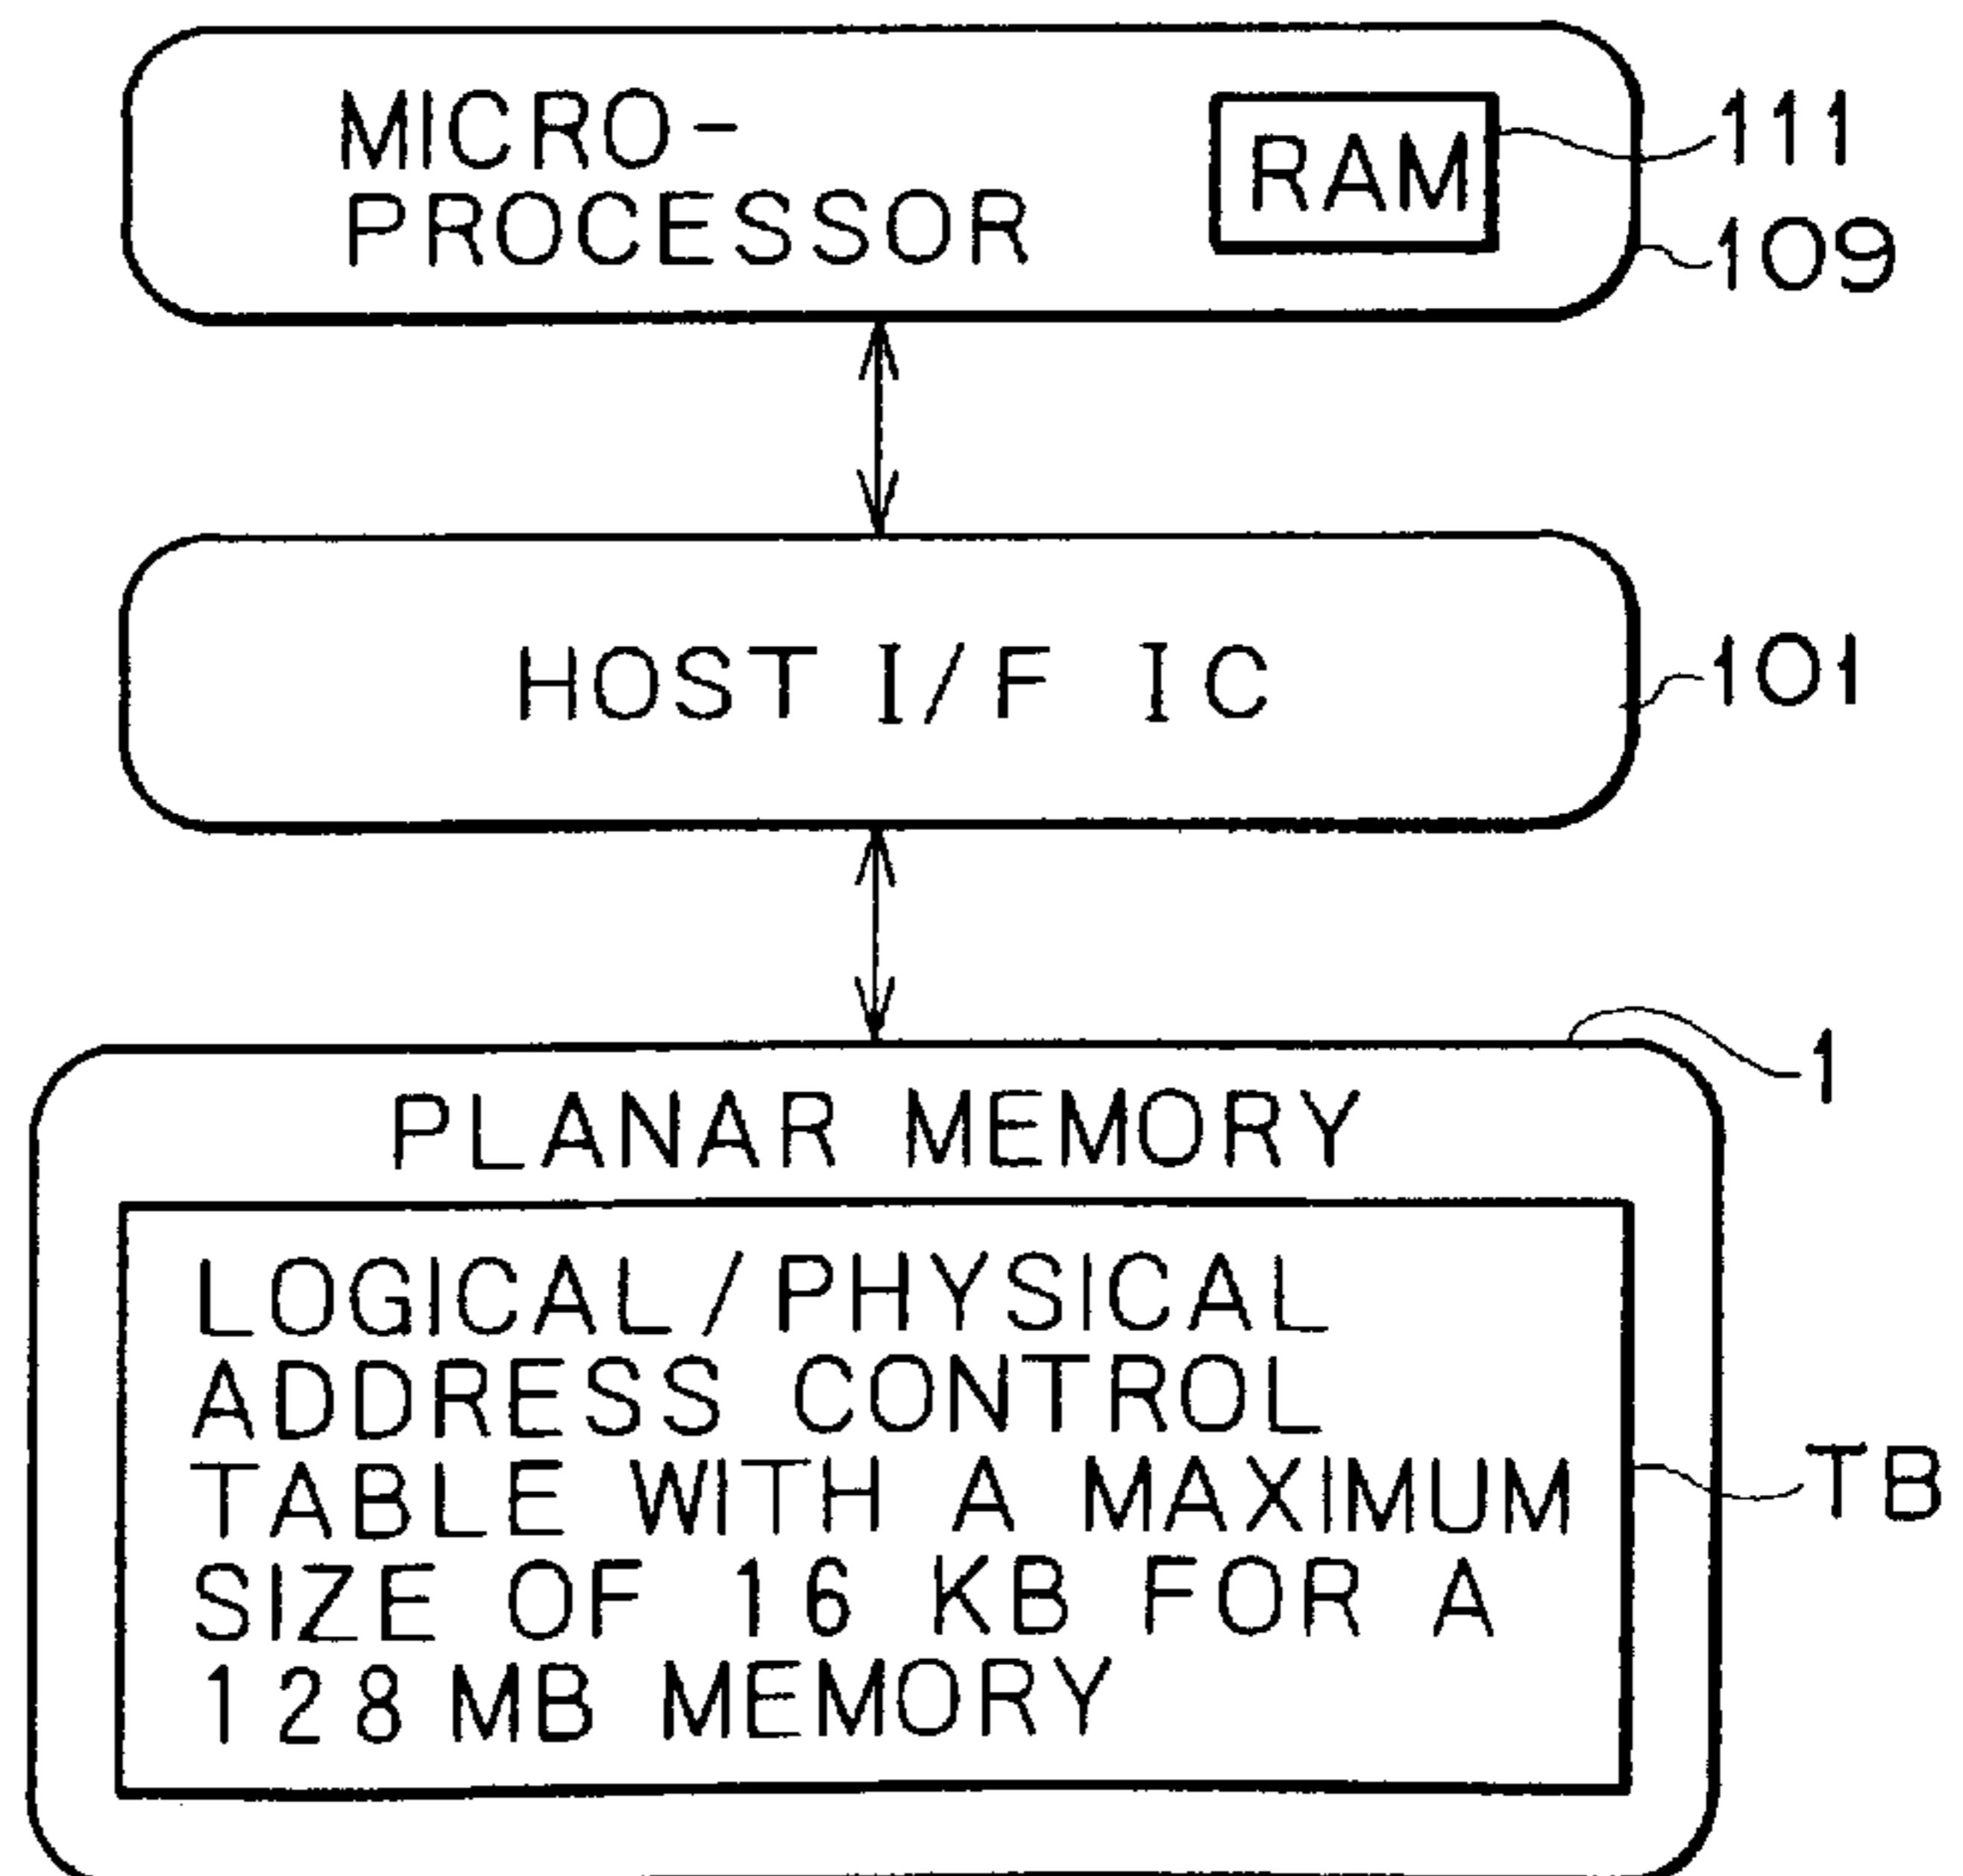 MICRO-
PROCESSOR
RAM
111
109
HOST I/F IC
101
1
PLANAR MEMORY
LOGICAL/PHYSICAL
ADDRESS CONTROL
TABLE WITH A MAXIMUM
SIZE OF 16 KB FOR A
128 MB MEMORY
TB